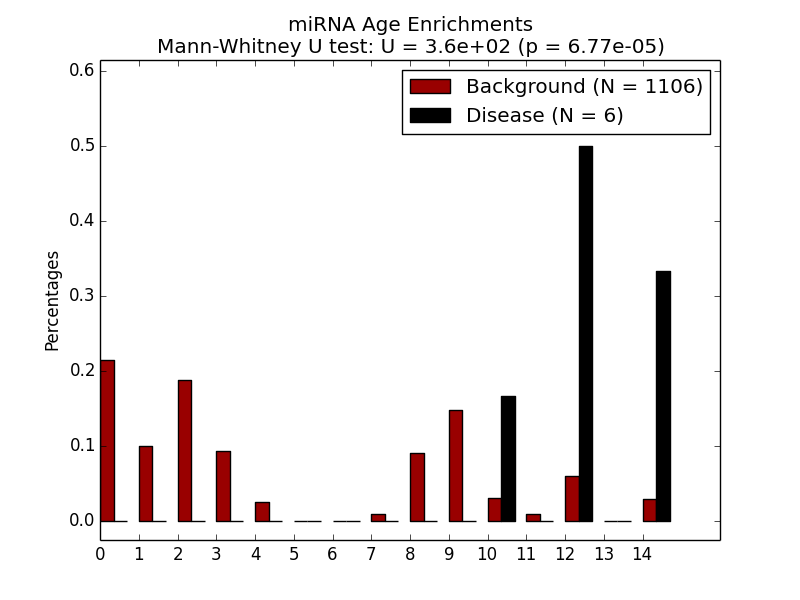 miRNA Age Enrichments
Mann-Whitney U test: U = 3.6e+02 (p = 6.77e-05)
Background (N = 1106)
Disease (N = 6)
Percentages
0.6
0.5
0.4
0.3
0.2
0.1
0.0
0 1 2 3 4 5 6 7 8 9 10 11 12 13 14